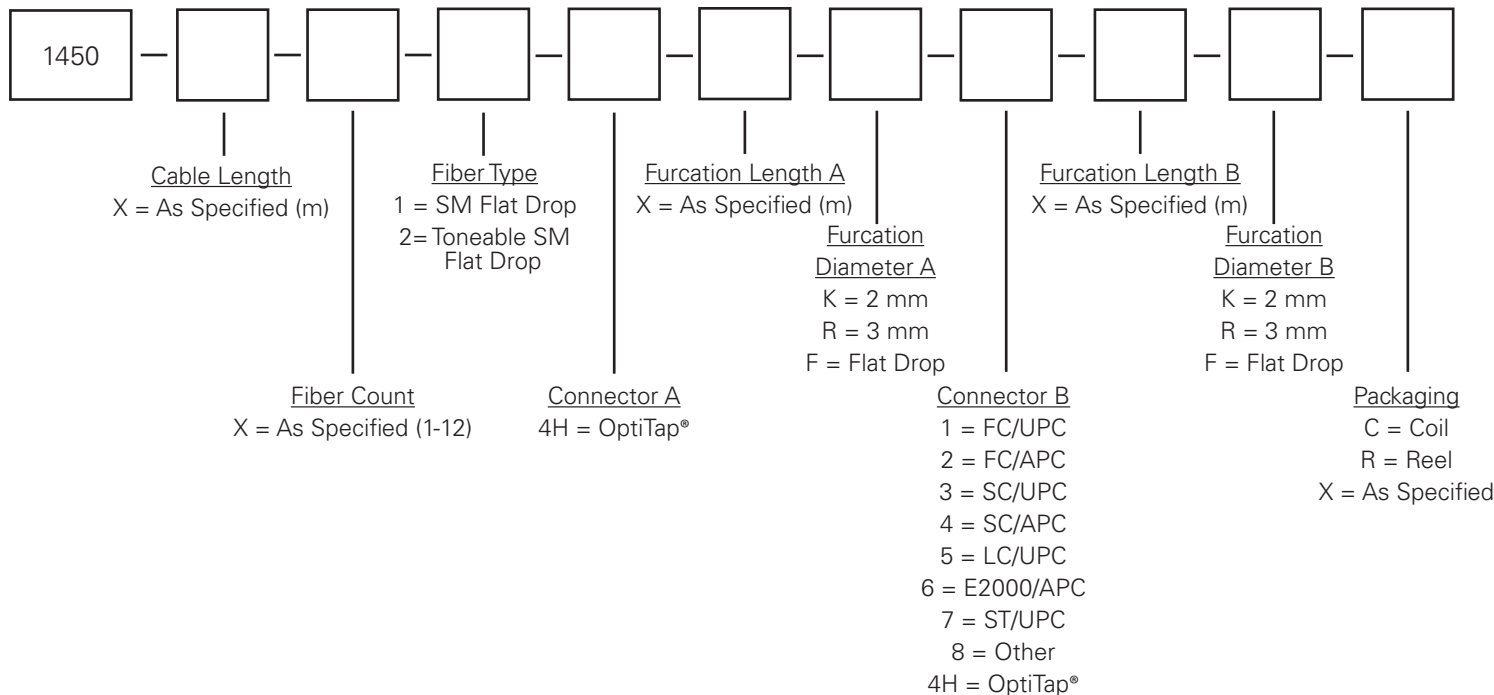 1450
Cable Length
X = As Specified (m)
Fiber Count
X = As Specified (1-12)
Fiber Type
1 = SM Flat Drop
2= Toneable SM
Flat Drop
Connector A
4H = OptiTap®
Furcation Length A
X = As Specified (m)
Furcation
Diameter A
K = 2 mm
R = 3 mm
F = Flat Drop
Connector B
1 = FC/UPC
2 = FC/APC
3 = SC/UPC
4 = SC/APC
5 = LC/UPC
6 = E2000/APC
7 = ST/UPC
8 = Other
4H = OptiTap®
Furcation Length B
X = As Specified (m)
Furcation
Diameter B
K = 2 mm
R = 3 mm
F = Flat Drop
Packaging
C = Coil
R = Reel
X = As Specified